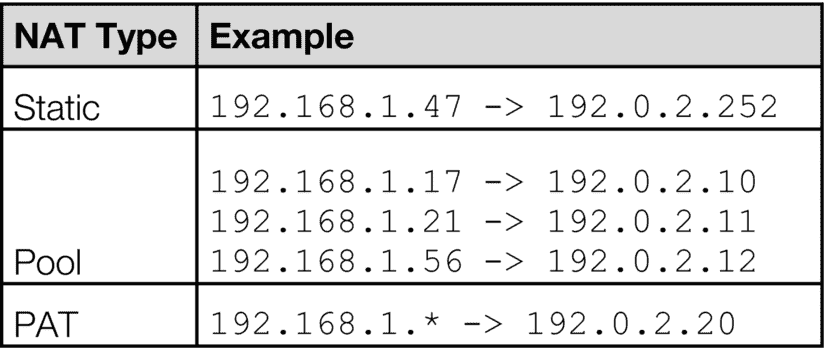 NAT Type Example
Static 192.168.1.47 -> 192.0.2.252
192.168.1.17 -> 192.0.2.10
192.168.1.21 -> 192.0.2.11
Pool 192.168.1.56 -> 192.0.2.12
PAT 192.168.1.* -> 192.0.2.20